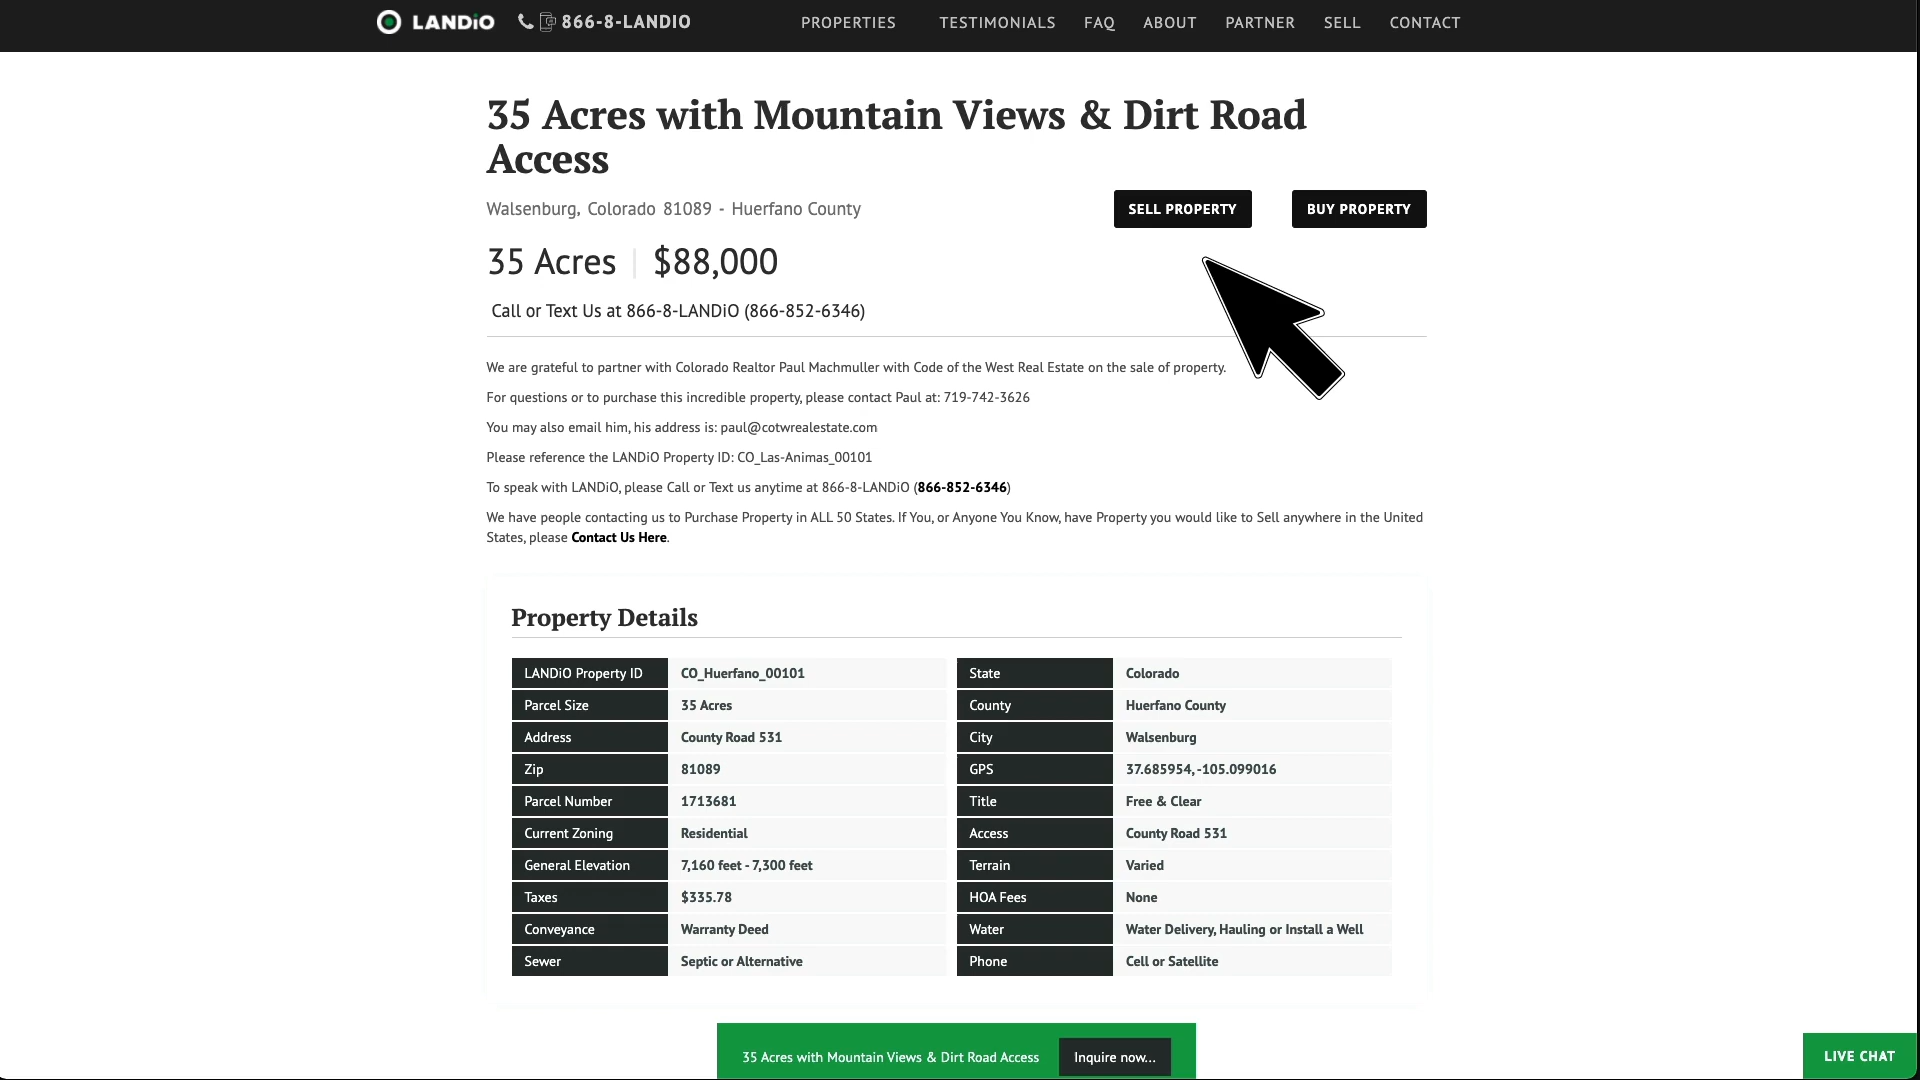 LANDiO 866-8-LANDIO PROPERTIES TESTIMONIALS FAQ ABOUT PARTNER SELL CONTACT
35 Acres with Mountain Views & Dirt Road
Access
Walsenburg, Colorado 81089 - Huerfano County
SELL PROPERTY BUY PROPERTY
35 Acres | $88,000
Call or Text Us at 866-8-LANDiO (866-852-6346)
We are grateful to partner with Colorado Realtor Paul Machmuller with Code of the West Real Estate on the sale of property.
For questions or to purchase this incredible property, please contact Paul at: 719-742-3626
You may also email him, his address is: paul@cotwrealestate.com
Please reference the LANDiO Property ID: CO_Las-Animas_00101
To speak with LANDiO, please Call or Text us anytime at 866-8-LANDiO (866-852-6346)
We have people contacting us to Purchase Property in ALL 50 States. If You, or Anyone You Know, have Property you would like to Sell anywhere in the United
States, please Contact Us Here.
Property Details
LANDiO Property ID CO_Huerfano_00101 State Colorado
Parcel Size 35 Acres County Huerfano County
Address County Road 531 City Walsenburg
Zip 81089 GPS 37.685954, -105.099016
Parcel Number 1713681 Title Free & Clear
Current Zoning Residential Access County Road 531
General Elevation 7,160 feet - 7,300 feet Terrain Varied
Taxes $335.78 HOA Fees None
Conveyance Warranty Deed Water Water Delivery, Hauling or Install a Well
Sewer Septic or Alternative Phone Cell or Satellite
35 Acres with Mountain Views & Dirt Road Access Inquire now...
LIVE CHAT